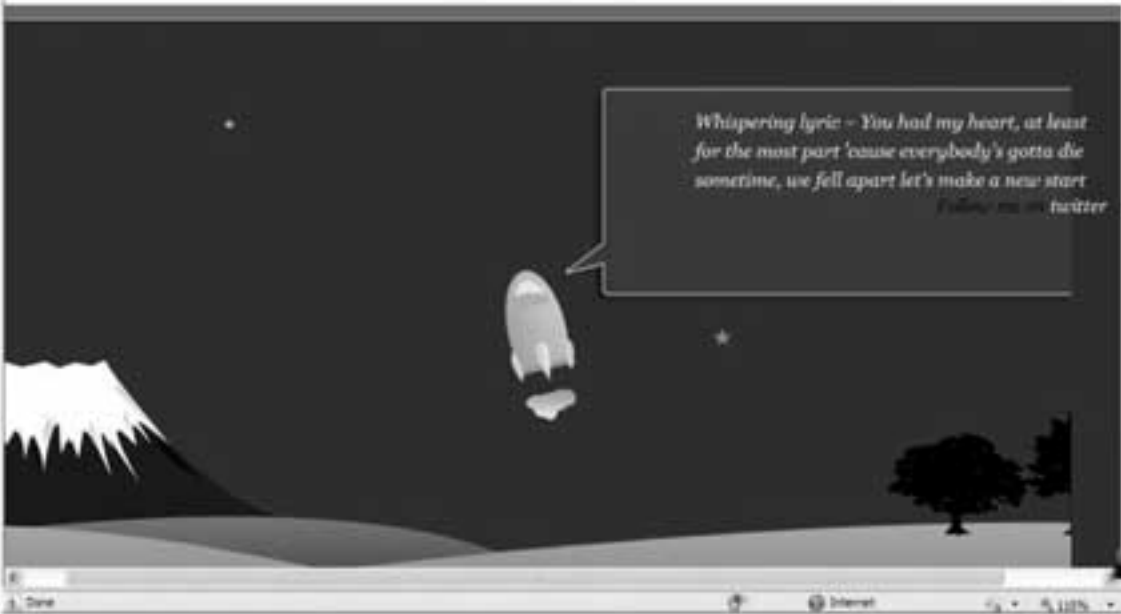 Whispering lyric – You had my heart, at least
for the most part 'cause everybody's gotta die
sometime, we fell apart let's make a new start
Follow me on twitter
Done Internet 110%